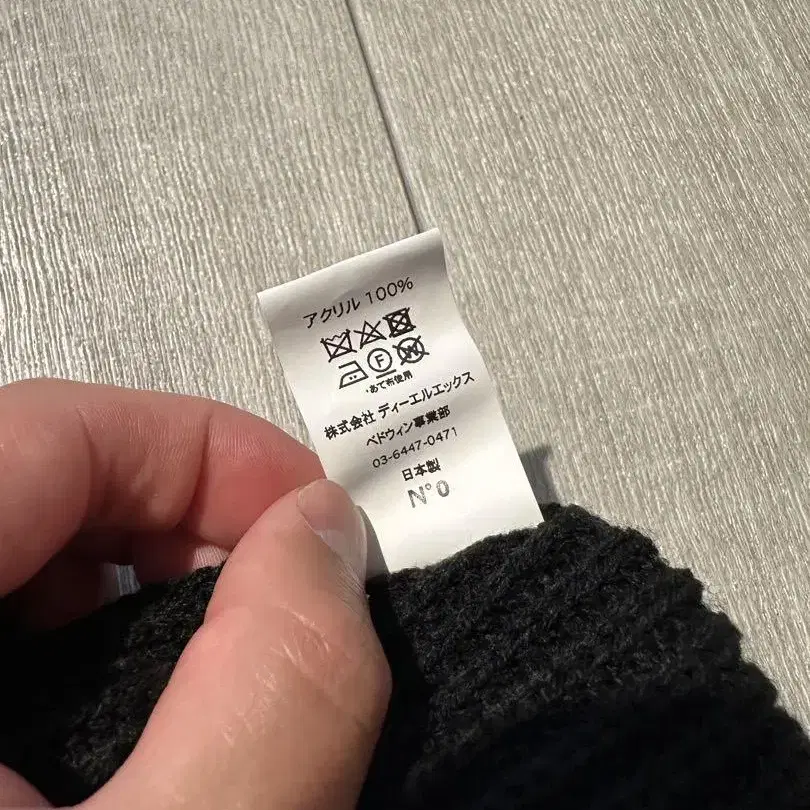 アクリル 100%
F W
・あて布使用
株式会社 ディーエルエックス
ベドウィン事業部
03-6447-0471
日本製
N°0